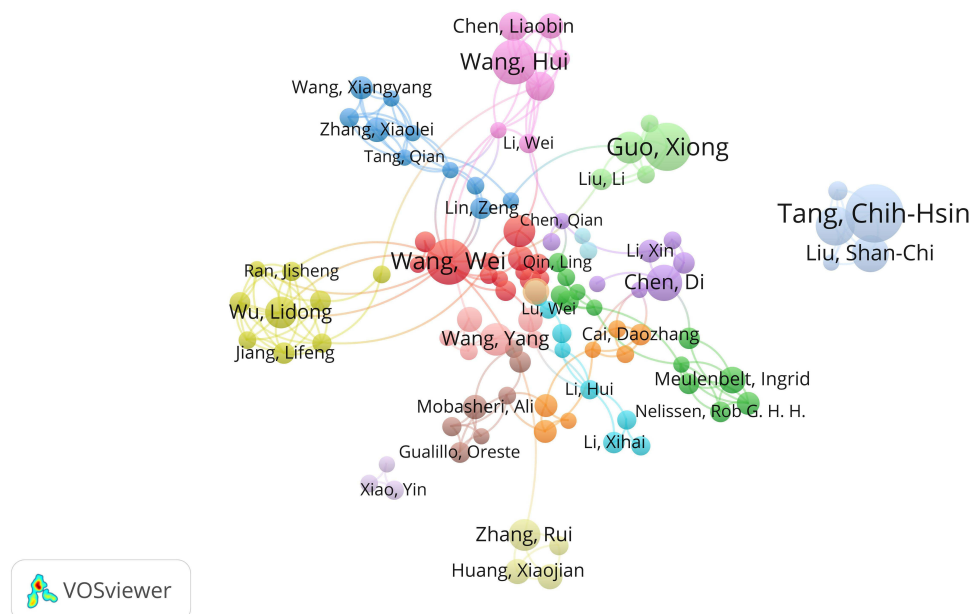 Chen, Liaobin
Wang, Hui
Wang, Xiangyang
Zhang, Xiaolei
Li, Wei
Tang, Qian
Guo, Xiong
Liu, Li
Lin, Zeng
Chen, Qian
Tang, Chih-Hsin
Liu, Shan-Chi
Li, Xin
Wang, Wei
Qin, Ling
Ran, Jisheng
Chen, Di
Wu, Lidong
Lu, Wei
Cai, Daozhang
Wang, Yang
Jiang, Lifeng
Meulenbelt, Ingrid
Li, Hui
Mobasheri, Ali
Nelissen, Rob G. H. H.
Li, Xihai
Gualillo, Oreste
Xiao, Yin
Zhang, Rui
Huang, Xiaojian
VOSviewer